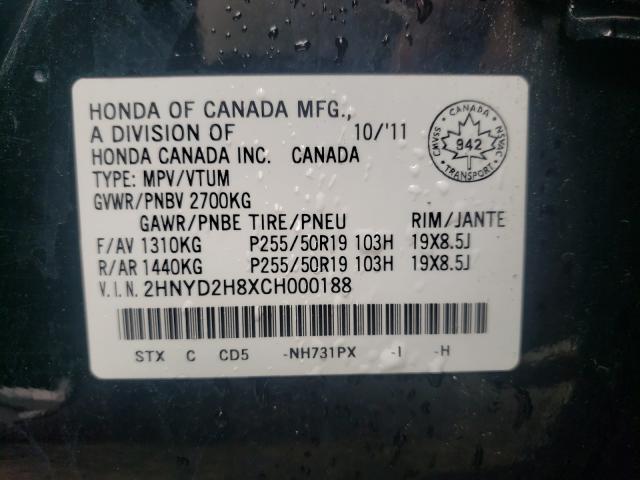 HONDA OF CANADA MFG.,
A DIVISION OF 10/'11
HONDA CANADA INC. CANADA
TYPE: MPV/VTUM
GVWR/PNBV 2700KG
GAWR/PNBE TIRE/PNEU RIM/JANTE
F/AV 1310KG P255/50R19 103H 19X8.5J
R/AR 1440KG P255/50R19 103H 19X8.5J
V.I.N. 2HNYD2H8XCH000188
STX C CD5 -NH731PX -I -H
CANADA
CMVSS 942 NSVAC
TRANSPORT